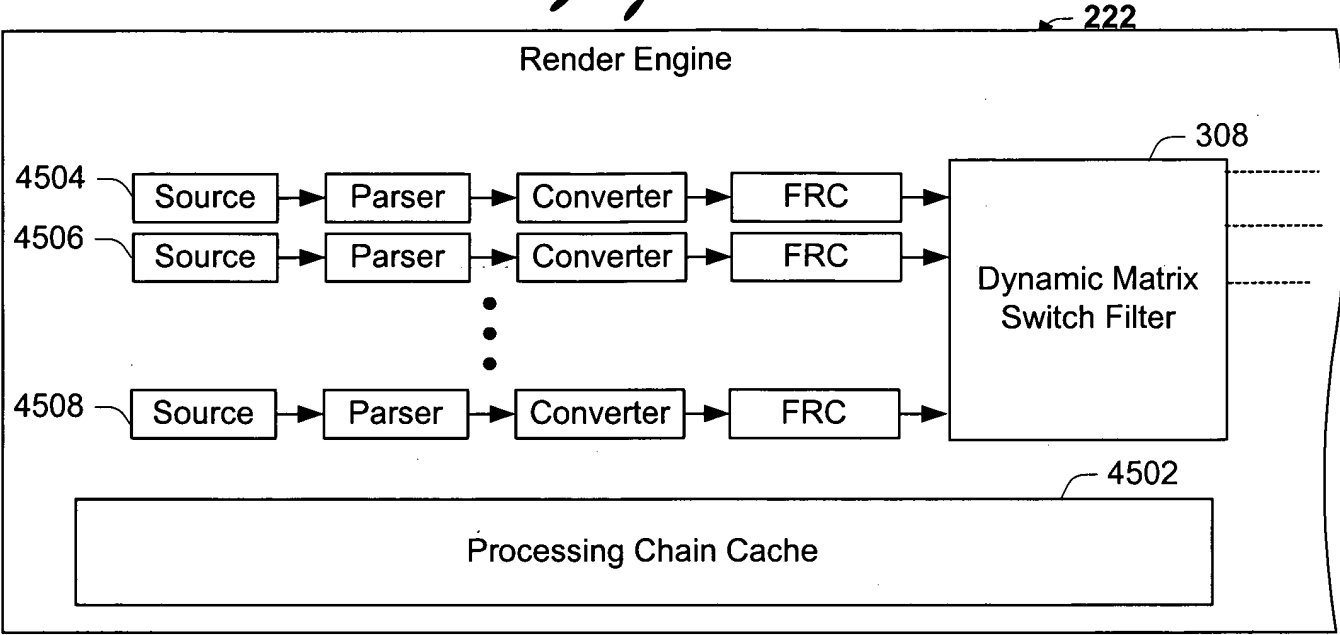 222
Render Engine
308
4504 Source Parser Converter FRC
4506 Source Parser Converter FRC
Dynamic Matrix
Switch Filter
4508 Source Parser Converter FRC
4502
Processing Chain Cache